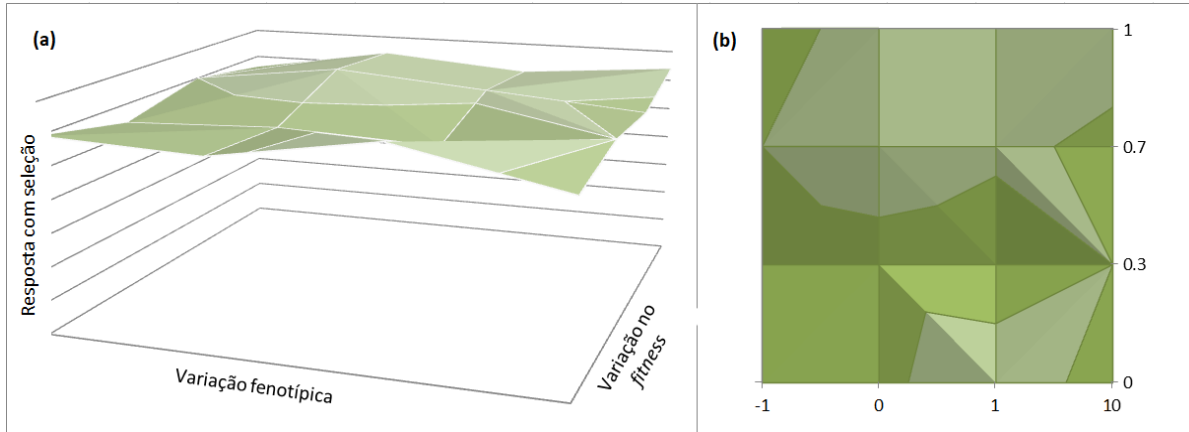 (a)
Resposta com seleção
Variação fenotípica
Variação no
fitness
(b)
1
0.7
0.3
0
-1
0
1
10